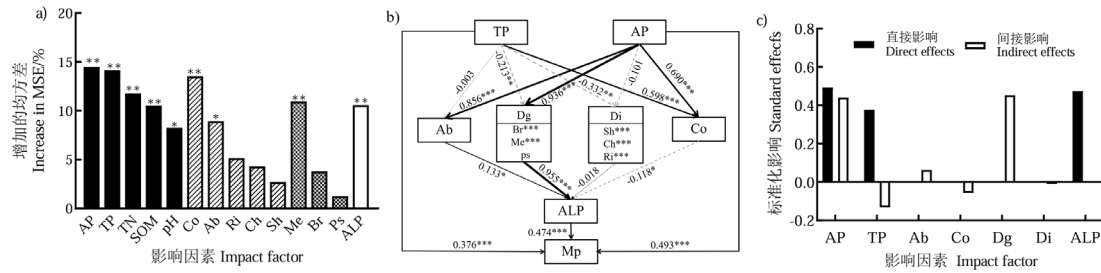 a)
增加的均方差
Increase in MSE/%
20
15
10
5
0
**
**
**
**
*
**
*
**
**
AP
TP
TN
SOM
pH
Co
Ab
Ri
Ch
Sh
Me
Br
Ps
ALP
影响因素 Impact factor
b)
TP
AP
-0.003
-0.213**
-0.332**
-0.101
0.856***
0.936***
0.598***
0.690***
Ab
Dg
Br***
Me***
ps
Di
Sh***
Ch***
Ri***
Co
0.133*
0.955***
-0.018
-0.118*
ALP
0.474***
0.376***
Mp
0.493***
c)
直接影响
Direct effects
间接影响
Indirect effects
标准化影响 Standard effecfs
0.8
0.6
0.4
0.2
0.0
-0.2
AP
TP
Ab
Co
Dg
Di
ALP
影响因素 Impact factor